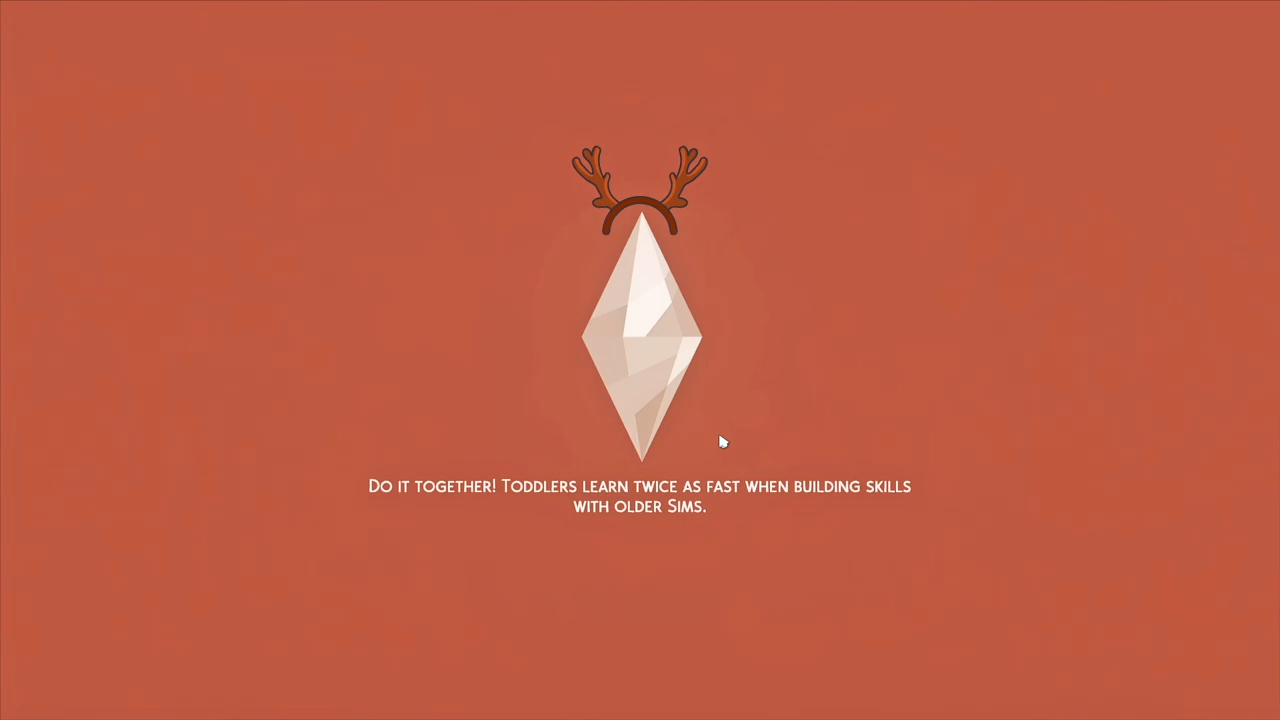 Do it together! Toddlers learn twice as fast when building skills
with older Sims.